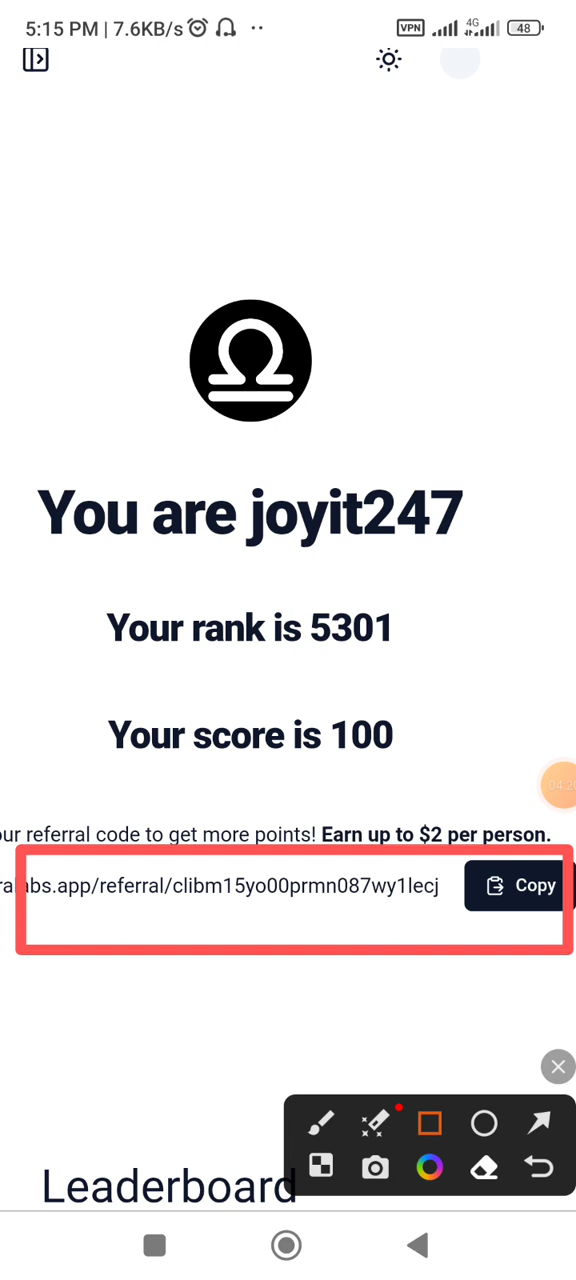 5:15 PM | 7.6KB/s
VPN 4G 48
You are joyit247
Your rank is 5301
Your score is 100
our referral code to get more points! Earn up to $2 per person.
ralabs.app/referral/clibm15yo00prmn087wy1lecj Copy
Leaderboard